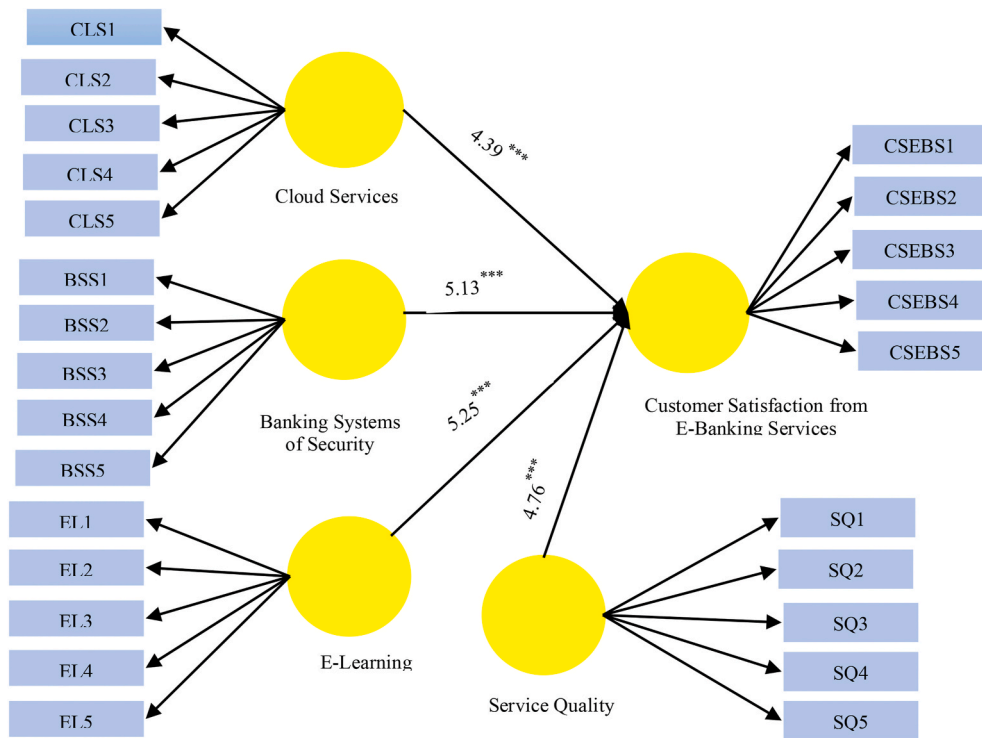 CLS1
CLS2
CLS3
CLS4
CLS5
Cloud Services
4.39 ***
BSS1
BSS2
BSS3
BSS4
BSS5
Banking Systems
of Security
5.13***
EL1
EL2
EL3
EL4
EL5
E-Learning
5.25***
4.76***
Service Quality
CSEBS1
CSEBS2
CSEBS3
CSEBS4
CSEBS5
Customer Satisfaction from
E-Banking Services
SQ1
SQ2
SQ3
SQ4
SQ5